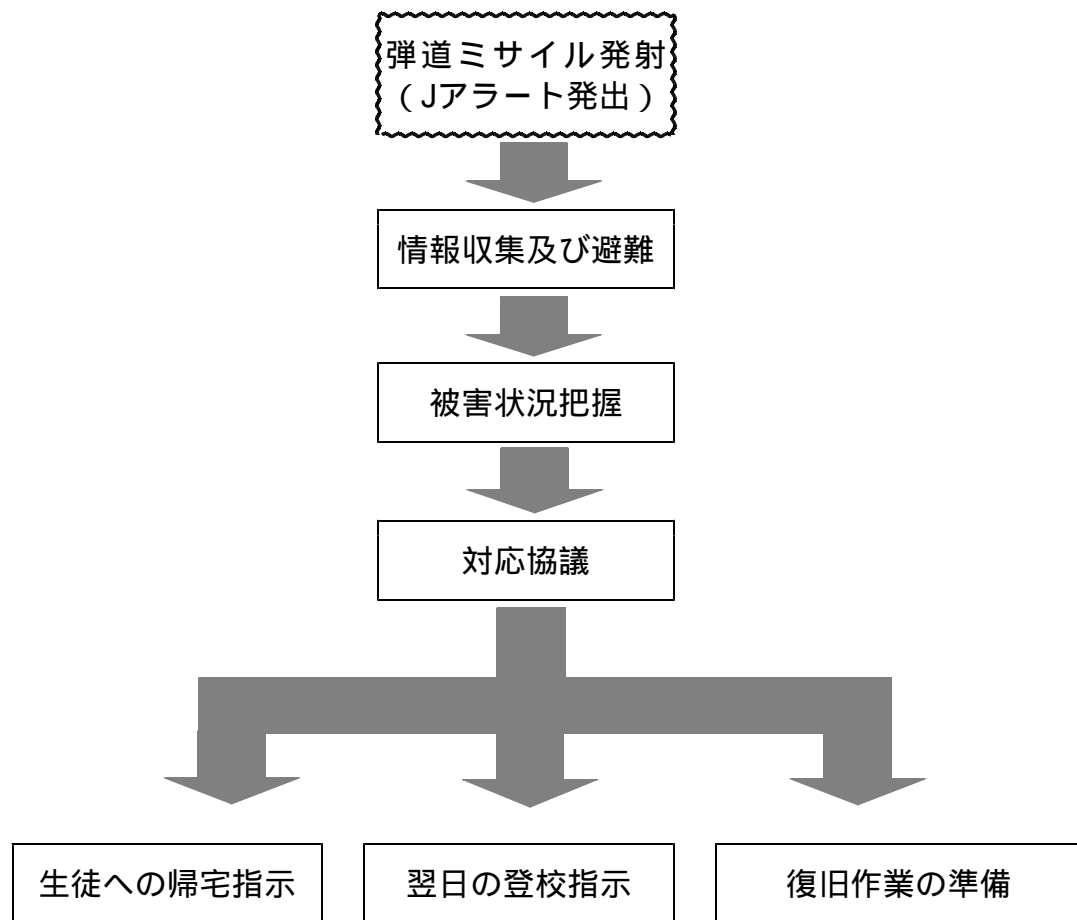 弾道ミサイル発射
（Jアラート発出）
情報収集及び避難
被害状況把握
対応協議
生徒への帰宅指示
翌日の登校指示
復旧作業の準備